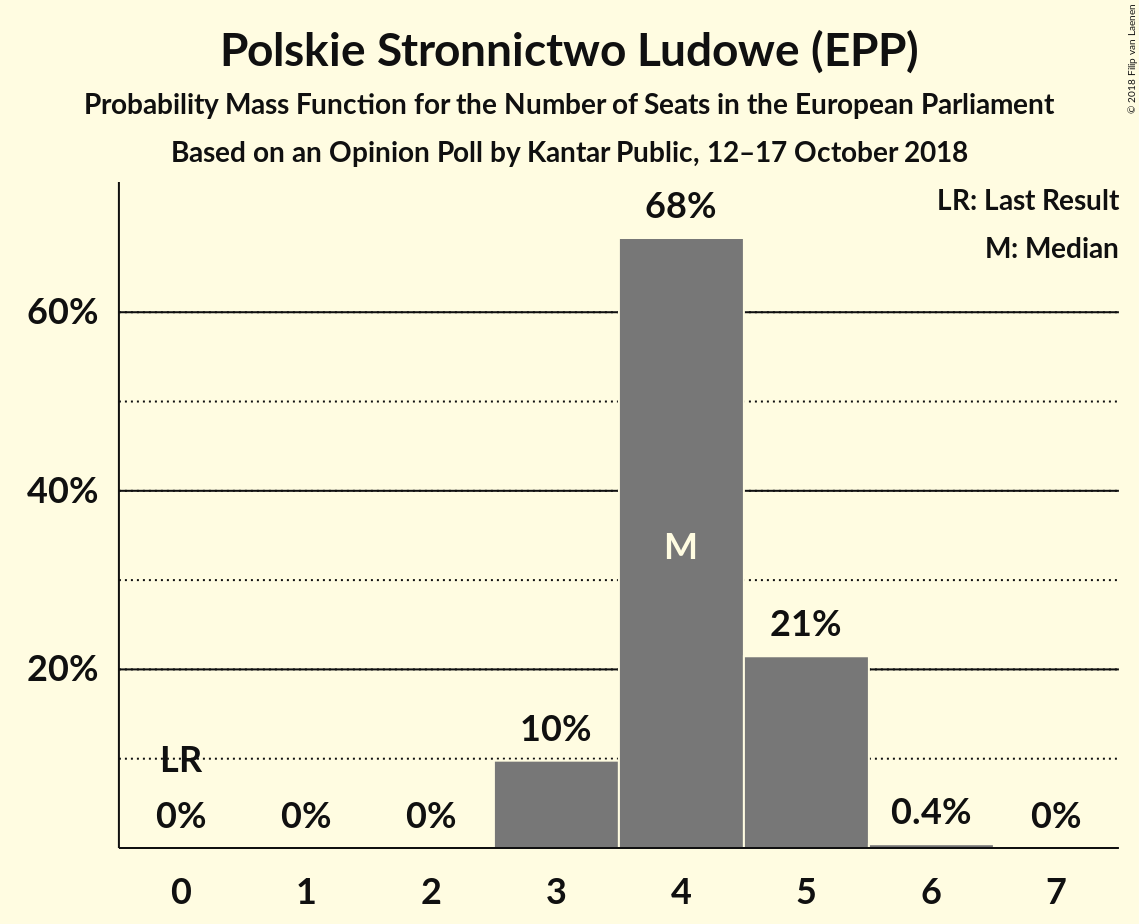 Polskie Stronnictwo Ludowe (EPP)
Probability Mass Function for the Number of Seats in the European Parliament
Based on an Opinion Poll by Kantar Public, 12–17 October 2018
© 2018 Filip van Laenen
LR: Last Result
M: Median
68%
60%
40%
M
21%
20%
10%
LR
0%
0%
0%
0.4%
0%
0 1 2 3 4 5 6 7